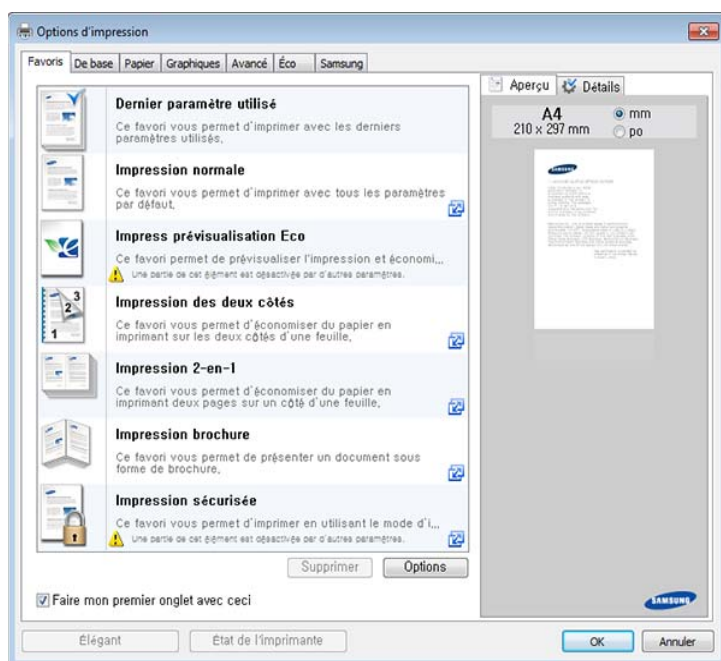 Options d'impression
Favoris De base Papier Graphiques Avancé Éco Samsung
Dernier paramètre utilisé
Ce favori vous permet d'imprimer avec les derniers
paramètres utilisés,
Impression normale
Ce favori vous permet d'imprimer avec tous les paramètres
par défaut,
Impress prévisualisation Eco
Ce favori permet de prévisualiser l'impression et économi...
Une partie de cet élément est désactivée par d'autres paramètres.
Impression des deux côtés
Ce favori vous permet d'économiser du papier en
imprimant sur les deux côtés d'une feuille,
Impression 2-en-1
Ce favori vous permet d'économiser du papier en
imprimant deux pages sur un côté d'une feuille,
Impression brochure
Ce favori vous permet de présenter un document sous
forme de brochure,
Impression sécurisée
Ce favori vous permet d'imprimer en utilisant le mode d'i...
Une partie de cet élément est désactivée par d'autres paramètres.
Supprimer Options
Faire mon premier onglet avec ceci
Élégant État de l'imprimante
Aperçu Détails
A4
210 x 297 mm
mm
po
SAMSUNG
SAMSUNG
OK Annuler